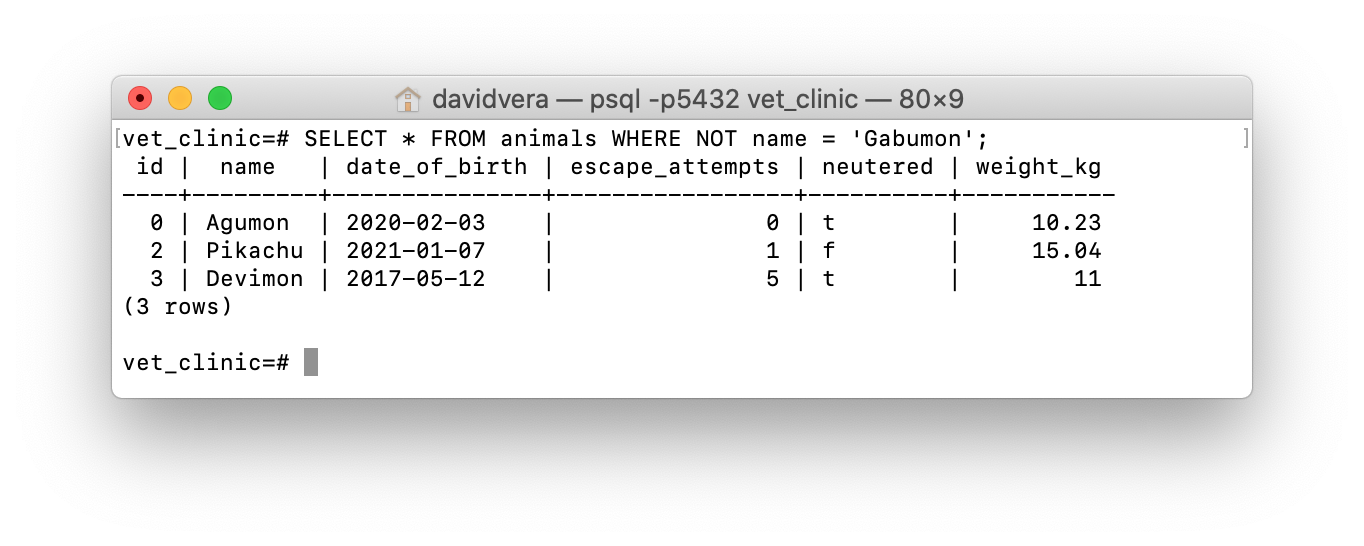 davidvera — psql -p5432 vet_clinic — 80×9
[vet_clinic=# SELECT * FROM animals WHERE NOT name = 'Gabumon'; ]
 id |  name   | date_of_birth | escape_attempts | neutered | weight_kg
----+---------+---------------+-----------------+----------+-----------
  0 | Agumon  | 2020-02-03    |               0 | t        |     10.23
  2 | Pikachu | 2021-01-07    |               1 | f        |     15.04
  3 | Devimon | 2017-05-12    |               5 | t        |        11
(3 rows)
vet_clinic=#